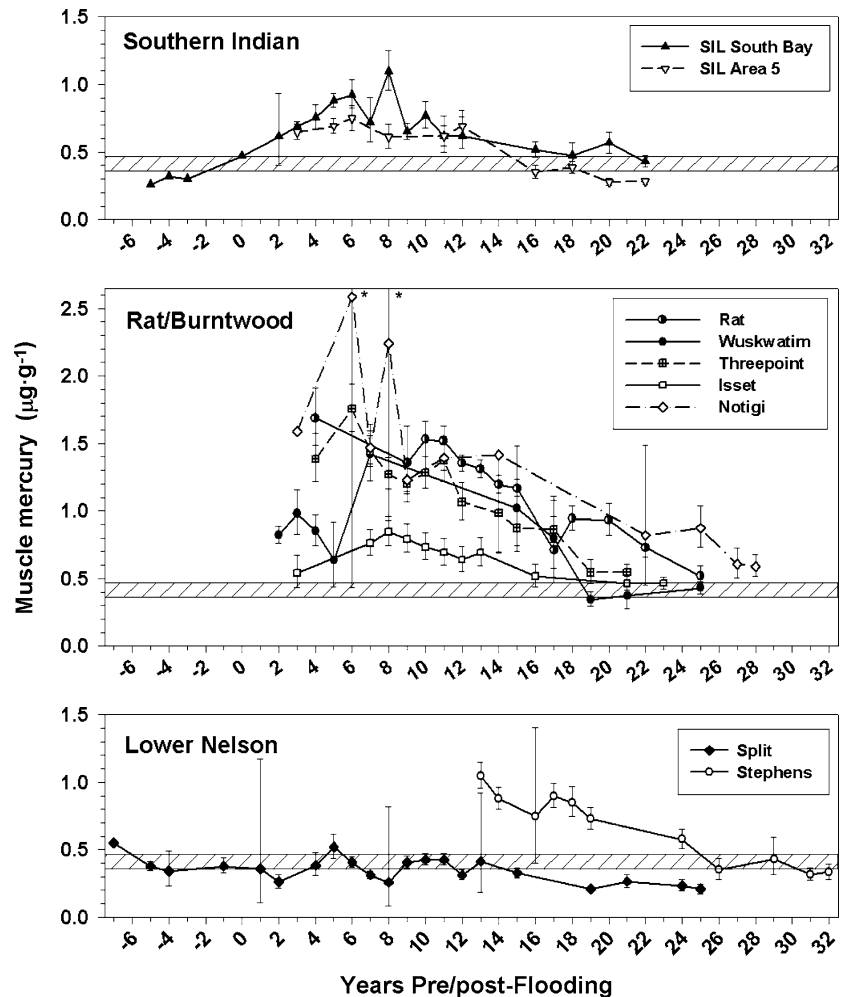 Southern Indian
SIL South Bay
SIL Area 5
1.5
1.0
0.5
0.0
-6 -4 -2 0 2 4 6 8 10 12 14 16 18 20 22 24 26 28 30 31 32
Rat/Burntwood
* *
Rat
Wuskwatim
Threepoint
Isset
Notigi
2.5
2.0
1.5
1.0
0.5
0.0
-6 -4 -2 0 2 4 6 8 10 12 14 16 18 20 22 24 26 28 30 31 32
Muscle mercury (µg·g-1)
Lower Nelson
Split
Stephens
1.5
1.0
0.5
0.0
-6 -4 -2 0 2 4 6 8 10 12 14 16 18 20 22 24 26 28 30 31 32
Years Pre/post-Flooding